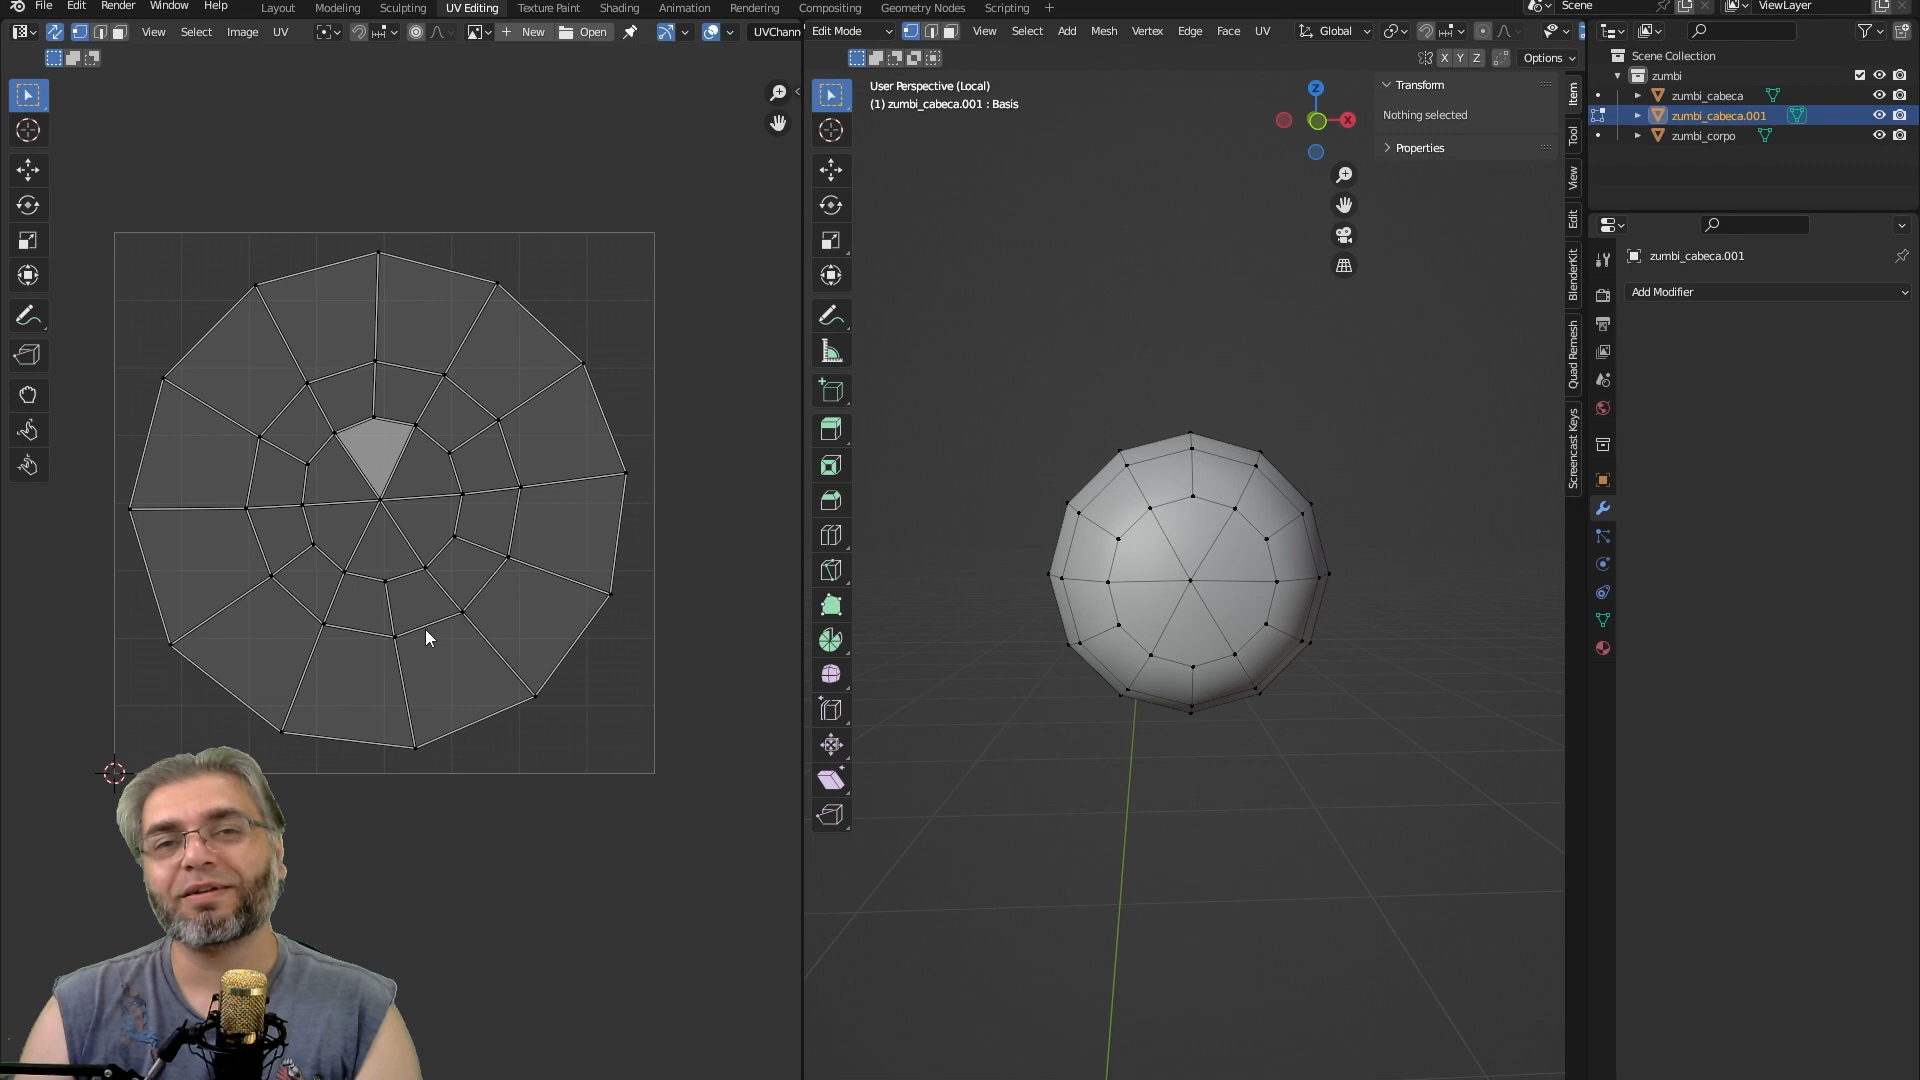 File Edit Render Window Help Layout Modeling Sculpting UV Editing Texture Paint Shading Animation Rendering Compositing Geometry Nodes Scripting + Scene ViewLayer
View Select Image UV New Open UVChann
Edit Mode View Select Add Mesh Vertex Edge Face UV Global
X Y Z Options
User Perspective (Local)
(1) zumbi_cabeca.001 : Basis
Z
X
Transform
Nothing selected
Properties
Item
Tool
View
Edit
BlenderKit
Quad Remesh
Screencast Keys
Scene Collection
zumbi
zumbi_cabeca
zumbi_cabeca.001
zumbi_corpo
zumbi_cabeca.001
Add Modifier